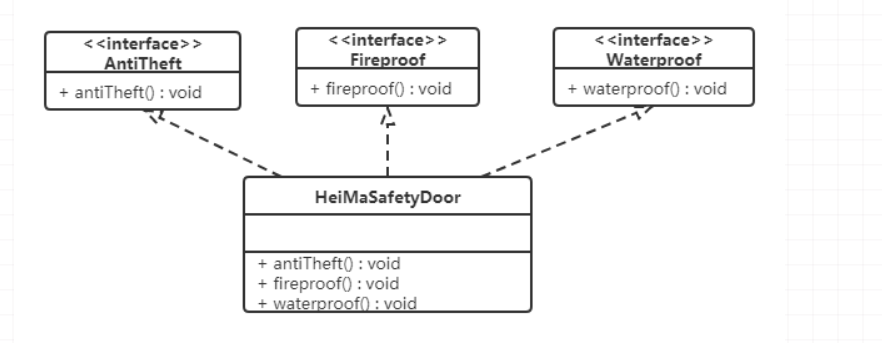 <<interface>>
AntiTheft
+ antiTheft() : void
<<interface>>
Fireproof
+ fireproof() : void
<<interface>>
Waterproof
+ waterproof() : void
HeiMaSafetyDoor
+ antiTheft() : void
+ fireproof() : void
+ waterproof() : void